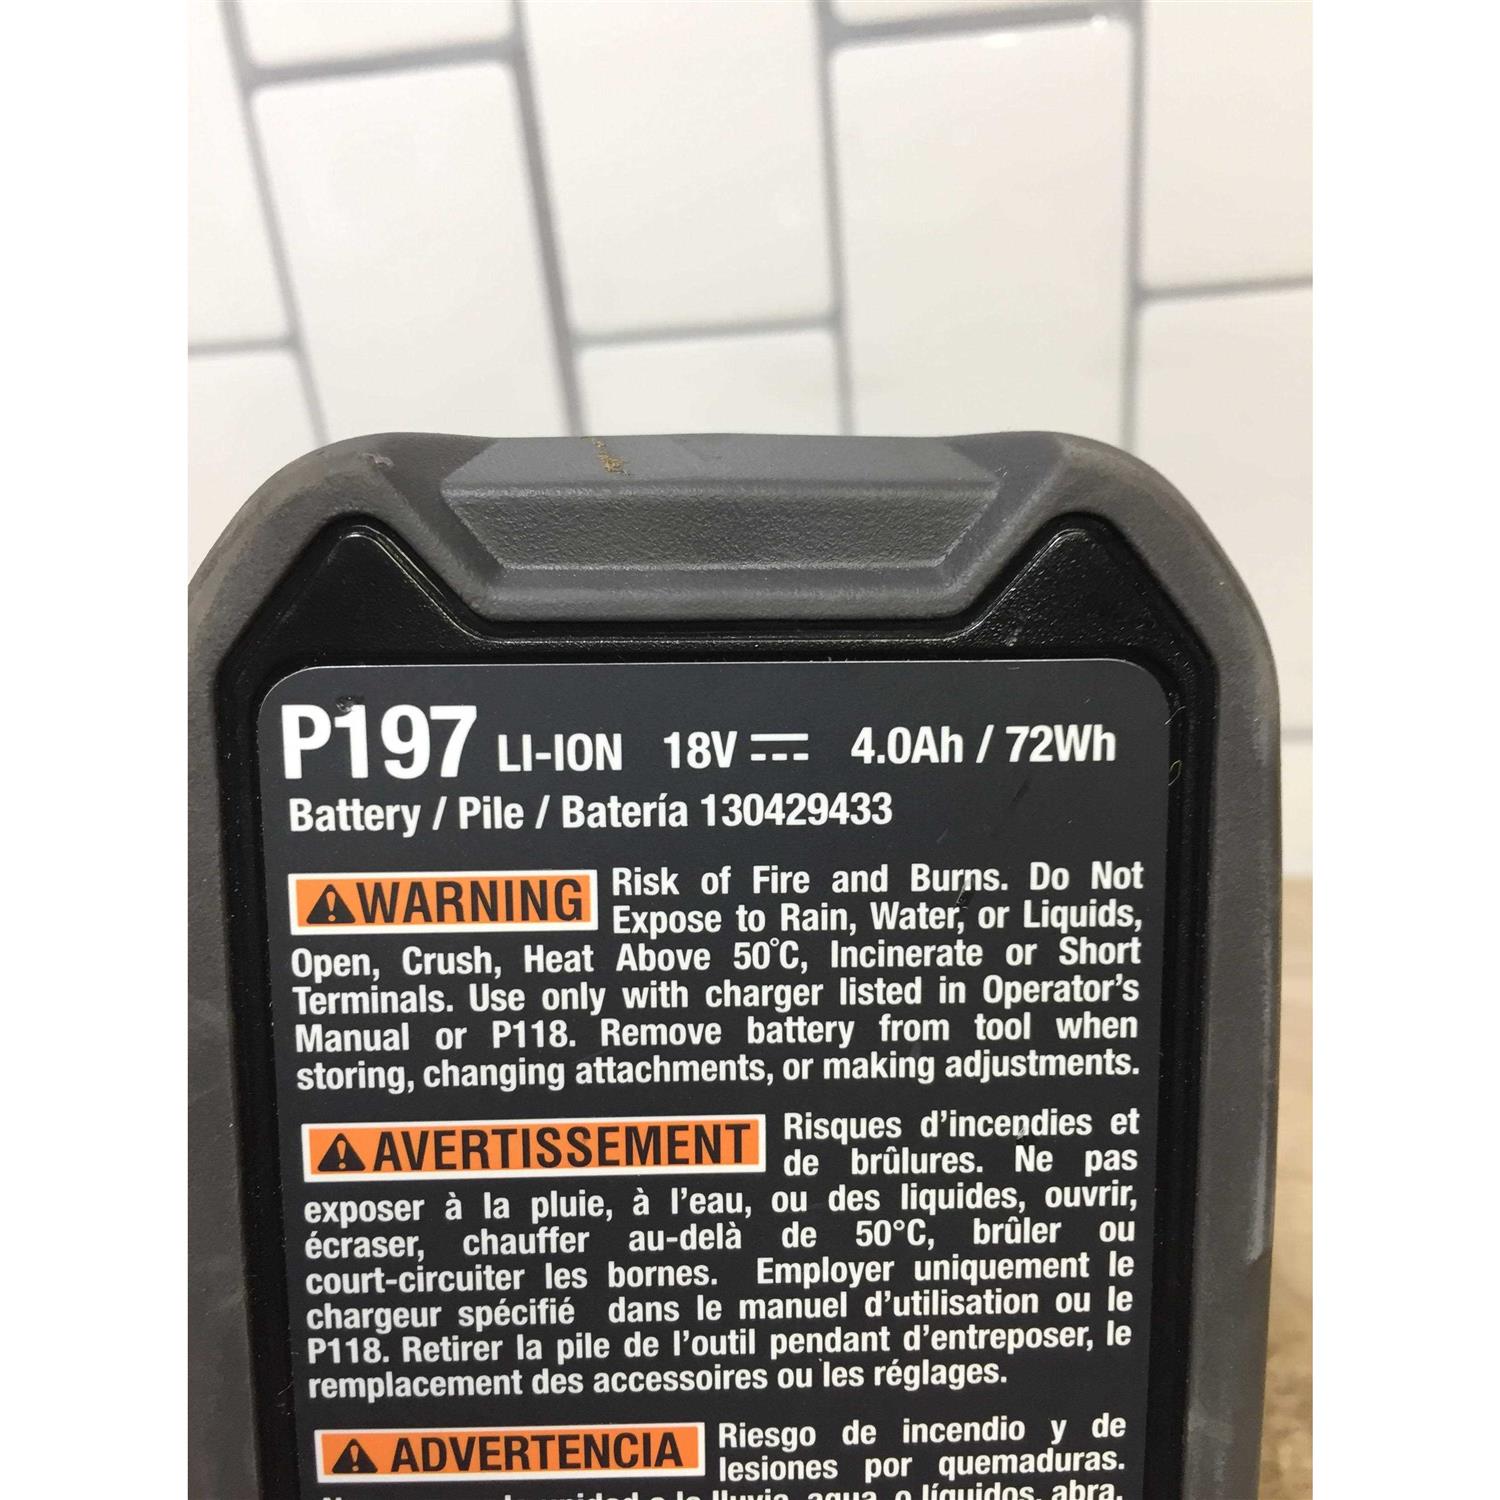 P197 LI-ION 18V 4.0Ah / 72Wh
Battery / Pile / Batería 130429433
WARNING Risk of Fire and Burns. Do Not
Expose to Rain, Water, or Liquids,
Open, Crush, Heat Above 50°C, Incinerate or Short
Terminals. Use only with charger listed in Operator's
Manual or P118. Remove battery from tool when
storing, changing attachments, or making adjustments.
AVERTISSEMENT Risques d'incendies et
de brûlures. Ne pas
exposer à la pluie, à l'eau, ou des liquides, ouvrir,
écraser, chauffer au-delà de 50°C, brûler ou
court-circuiter les bornes. Employer uniquement le
chargeur spécifié dans le manuel d'utilisation ou le
P118. Retirer la pile de l'outil pendant d'entreposer, le
remplacement des accessoires ou les réglages.
ADVERTENCIA Riesgo de incendio y de
lesiones por quemaduras.
unidad a la lluvia, agua o líquidos, abra,